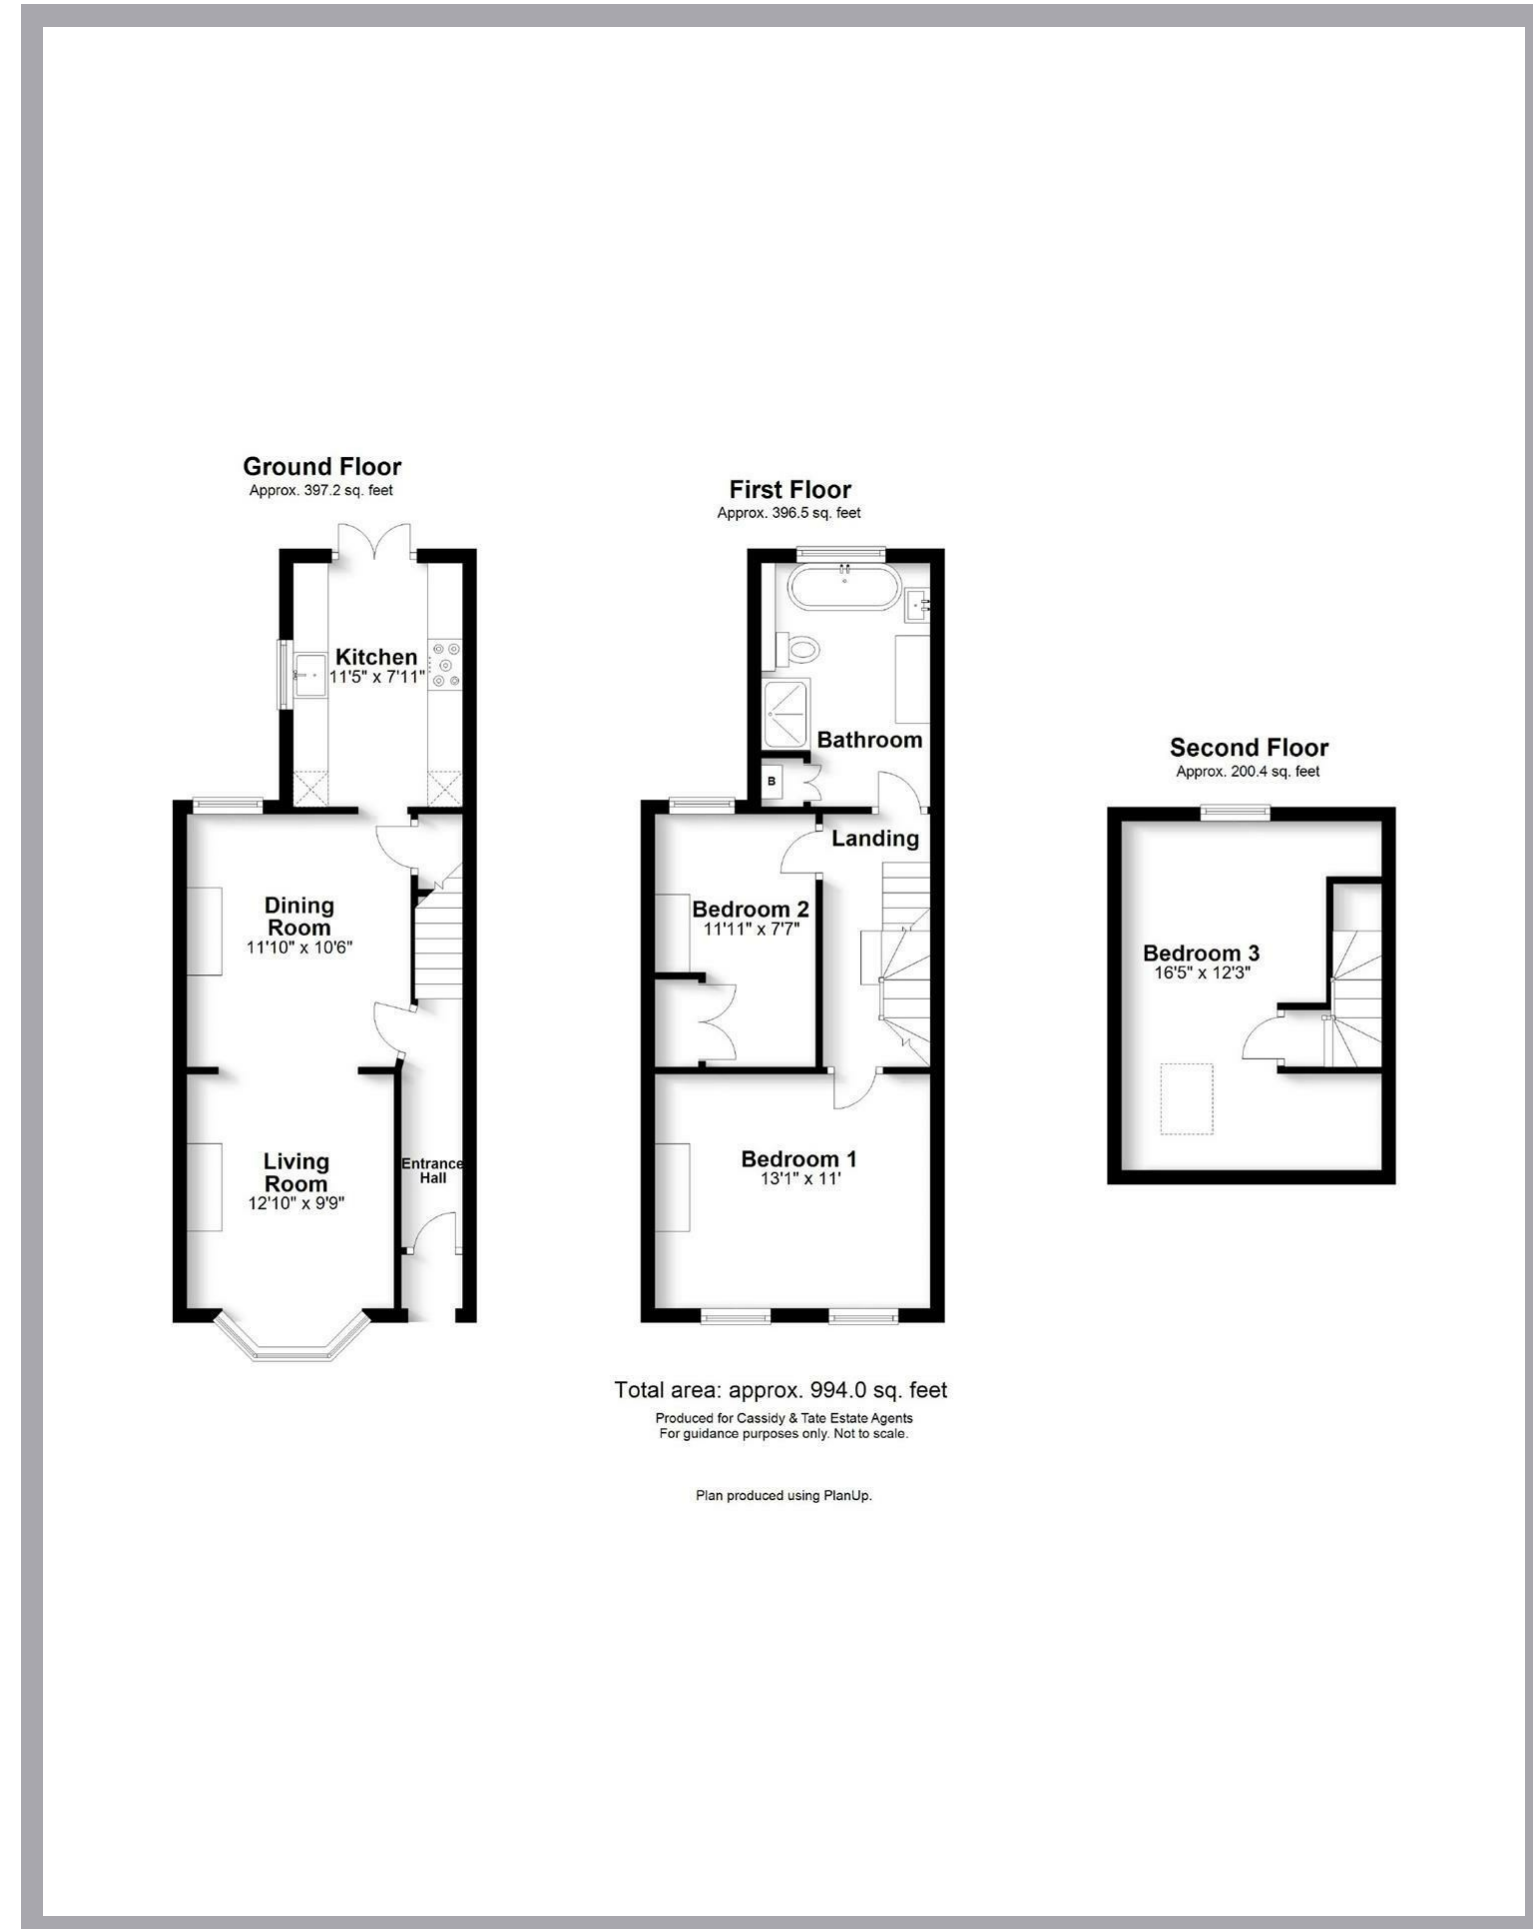 Ground Floor
Approx. 397.2 sq. feet
Kitchen
11'5" x 7'11"
Dining
Room
11'10" x 10'6"
Living
Room
12'10" x 9'9"
Entrance
Hall
First Floor
Approx. 396.5 sq. feet
Bathroom
B
Landing
Bedroom 2
11'11" x 7'7"
Bedroom 1
13'1" x 11'
Second Floor
Approx. 200.4 sq. feet
Bedroom 3
16'5" x 12'3"
Total area: approx. 994.0 sq. feet
Produced for Cassidy & Tate Estate Agents
For guidance purposes only. Not to scale.
Plan produced using PlanUp.